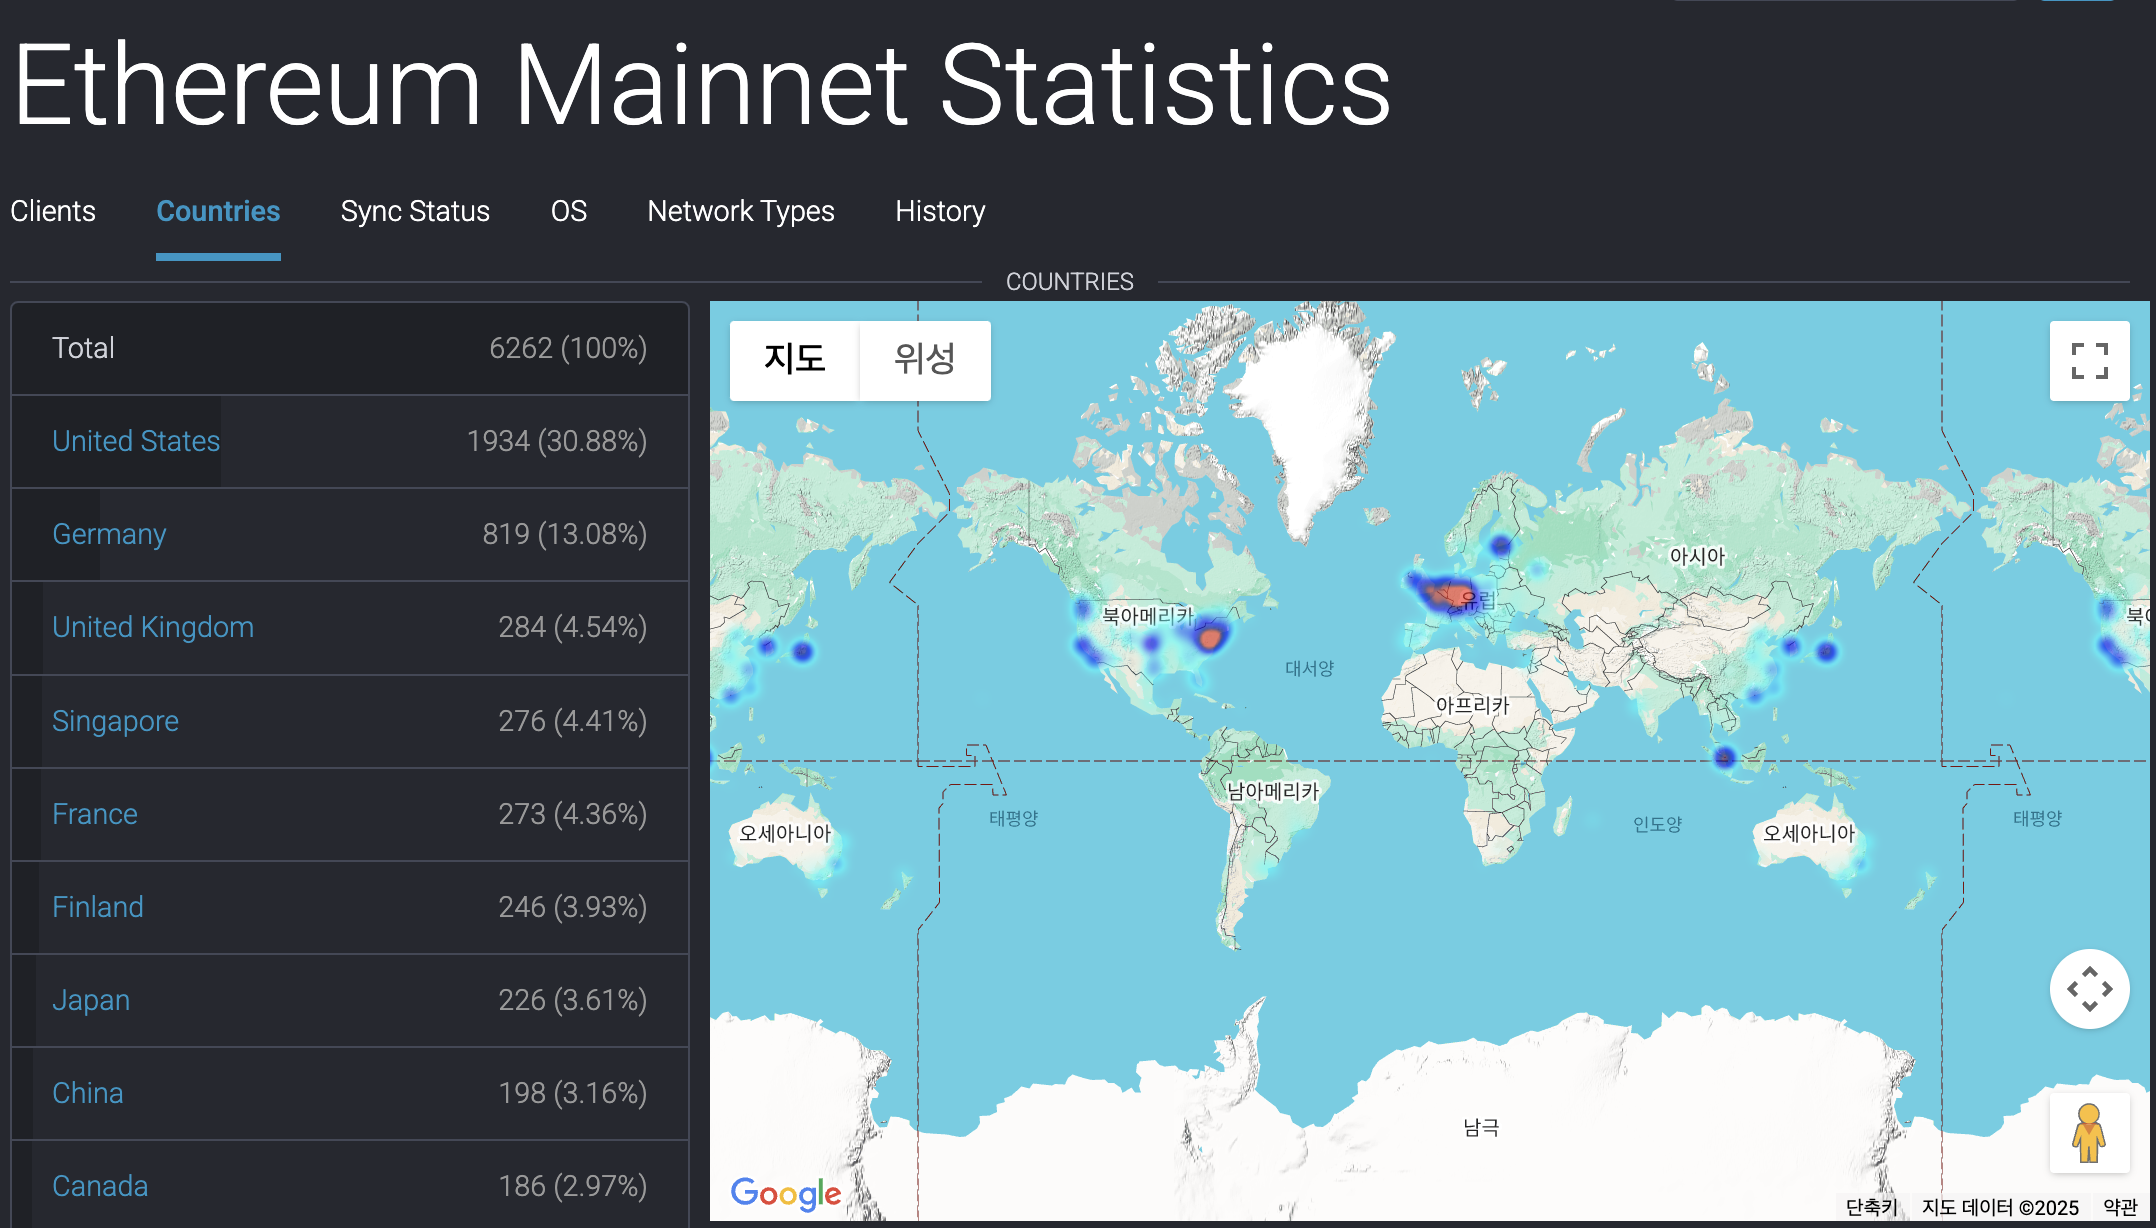 Ethereum Mainnet Statistics
Clients Countries Sync Status OS Network Types History
COUNTRIES
Total 6262 (100%)
United States 1934 (30.88%)
Germany 819 (13.08%)
United Kingdom 284 (4.54%)
Singapore 276 (4.41%)
France 273 (4.36%)
Finland 246 (3.93%)
Japan 226 (3.61%)
China 198 (3.16%)
Canada 186 (2.97%)
지도 위성
아시아
유럽
북아메리카
북아
대서양
아프리카
남아메리카
태평양
인도양
태평양
오세아니아
오세아니아
남극
Google
단축키 지도 데이터 ©2025 약관